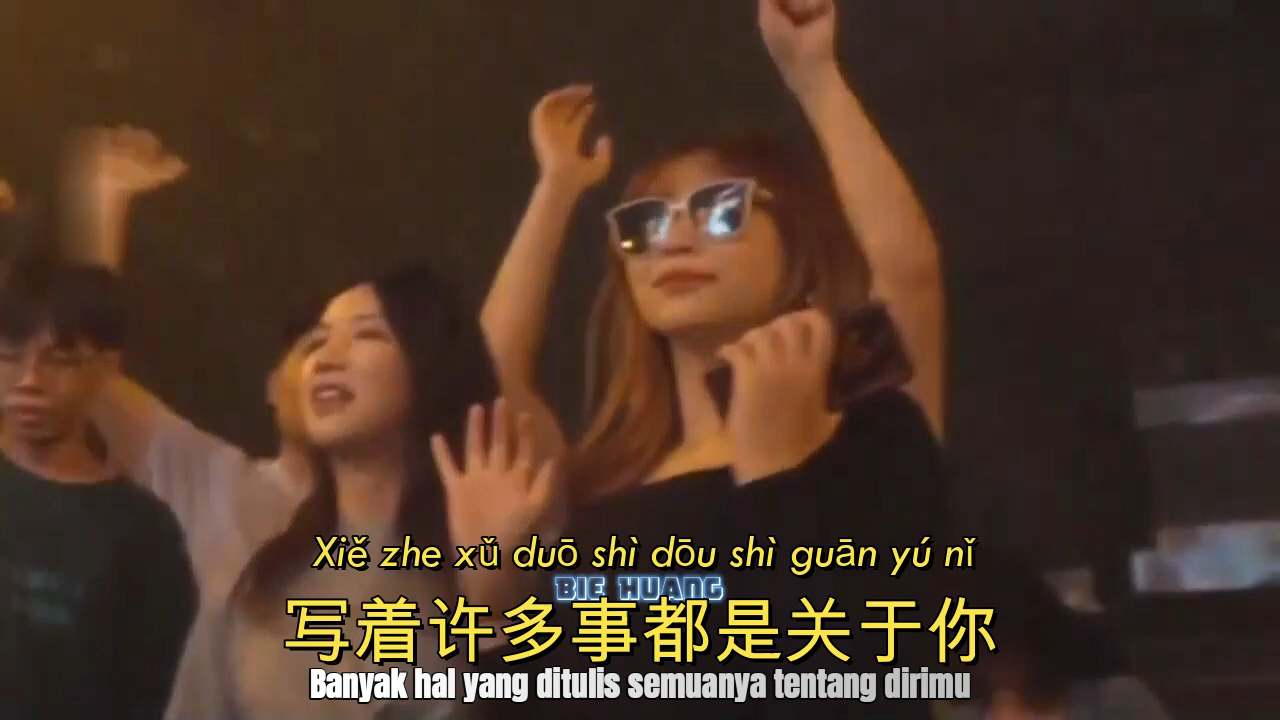 Xiě zhe xǔ duō shì dōu shì guān yú nǐ
BIE HUANG
写着许多事都是关于你
Banyak hal yang ditulis semuanya tentang dirimu